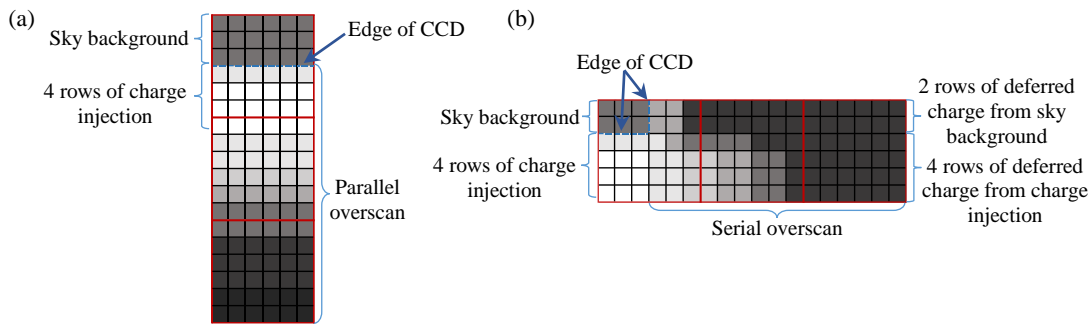 (a)
Sky background
Edge of CCD
4 rows of charge
injection
Parallel
overscan
(b)
Edge of CCD
Sky background
4 rows of charge
injection
2 rows of deferred
charge from sky
background
4 rows of deferred
charge from charge
injection
Serial overscan